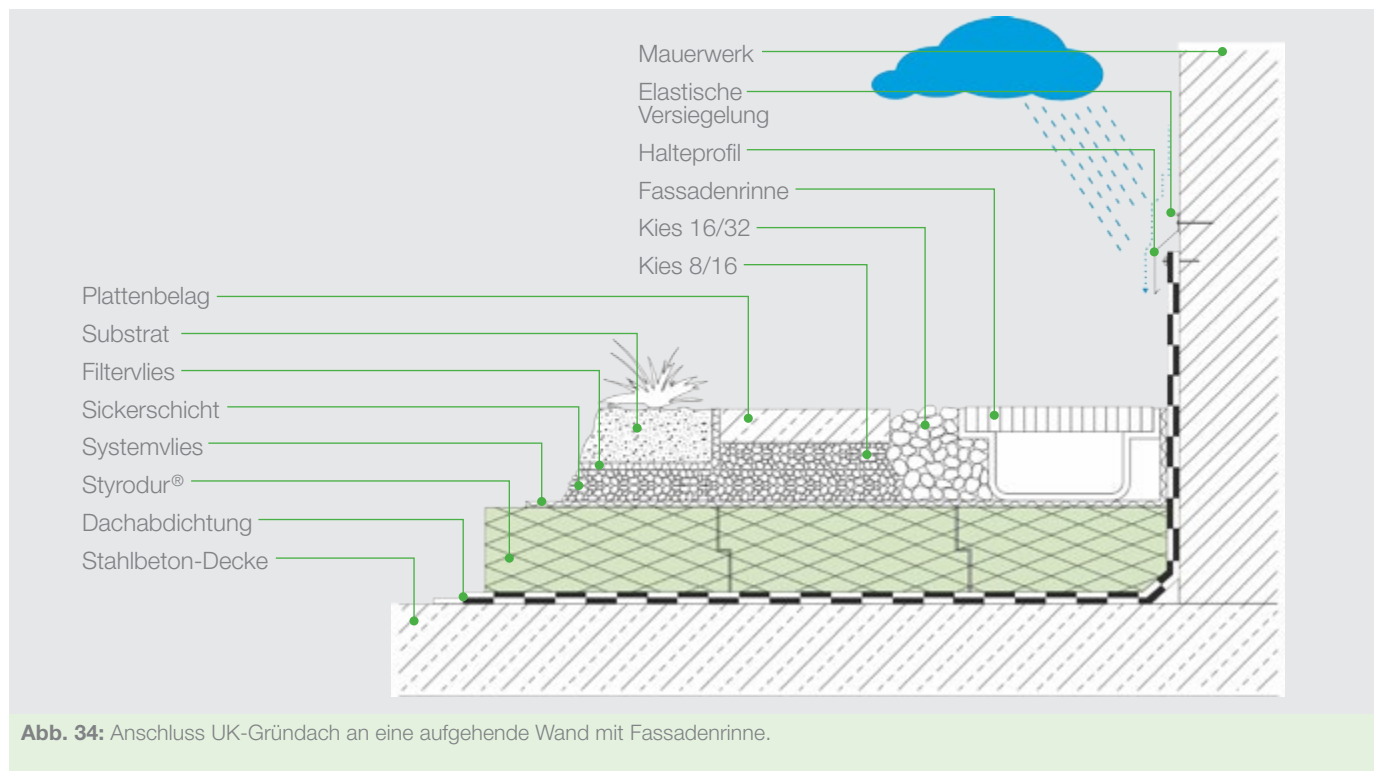 Mauerwerk
Elastische
Versiegelung
Halteprofil
Fassadenrinne
Kies 16/32
Kies 8/16
Plattenbelag
Substrat
Filtervlies
Sickerschicht
Systemvlies
Styrodur®
Dachabdichtung
Stahlbeton-Decke
Abb. 34: Anschluss UK-Gründach an eine aufgehende Wand mit Fassadenrinne.